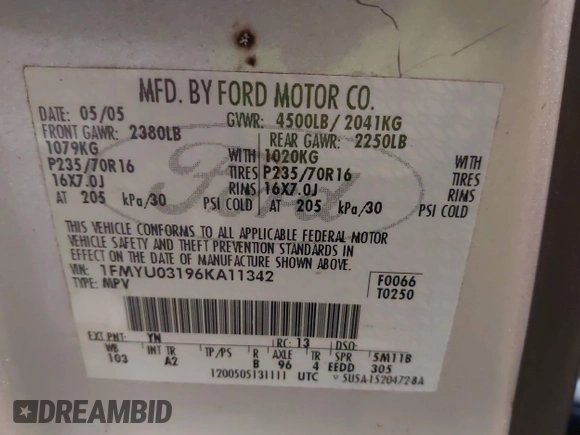 MFD. BY FORD MOTOR CO.
DATE: 05/05 GVWR: 4500LB/ 2041KG
FRONT GAWR: 2380LB REAR GAWR: 2250LB
1079KG WITH 1020KG WITH
P235/70R16 TIRES P235/70R16 TIRES
16X7.0J RIMS 16X7.0J RIMS
AT 205 kPa/30 PSI COLD AT 205 kPa/30 PSI COLD
Ford
THIS VEHICLE CONFORMS TO ALL APPLICABLE FEDERAL MOTOR
VEHICLE SAFETY AND THEFT PREVENTION STANDARDS IN
EFFECT ON THE DATE OF MANUFACTURE SHOWN ABOVE.
VIN: 1FMYU03196KA11342 F0066
TYPE: MPV T0250
EXT PNT: YN RC: 13 DSO:
WB INT TR TP/PS R AXLE TR SPR 5M11B
103 A2 B 96 4 EEDD 305
1200505131111 UTC 5U5A-1520472-BA
DREAMBID